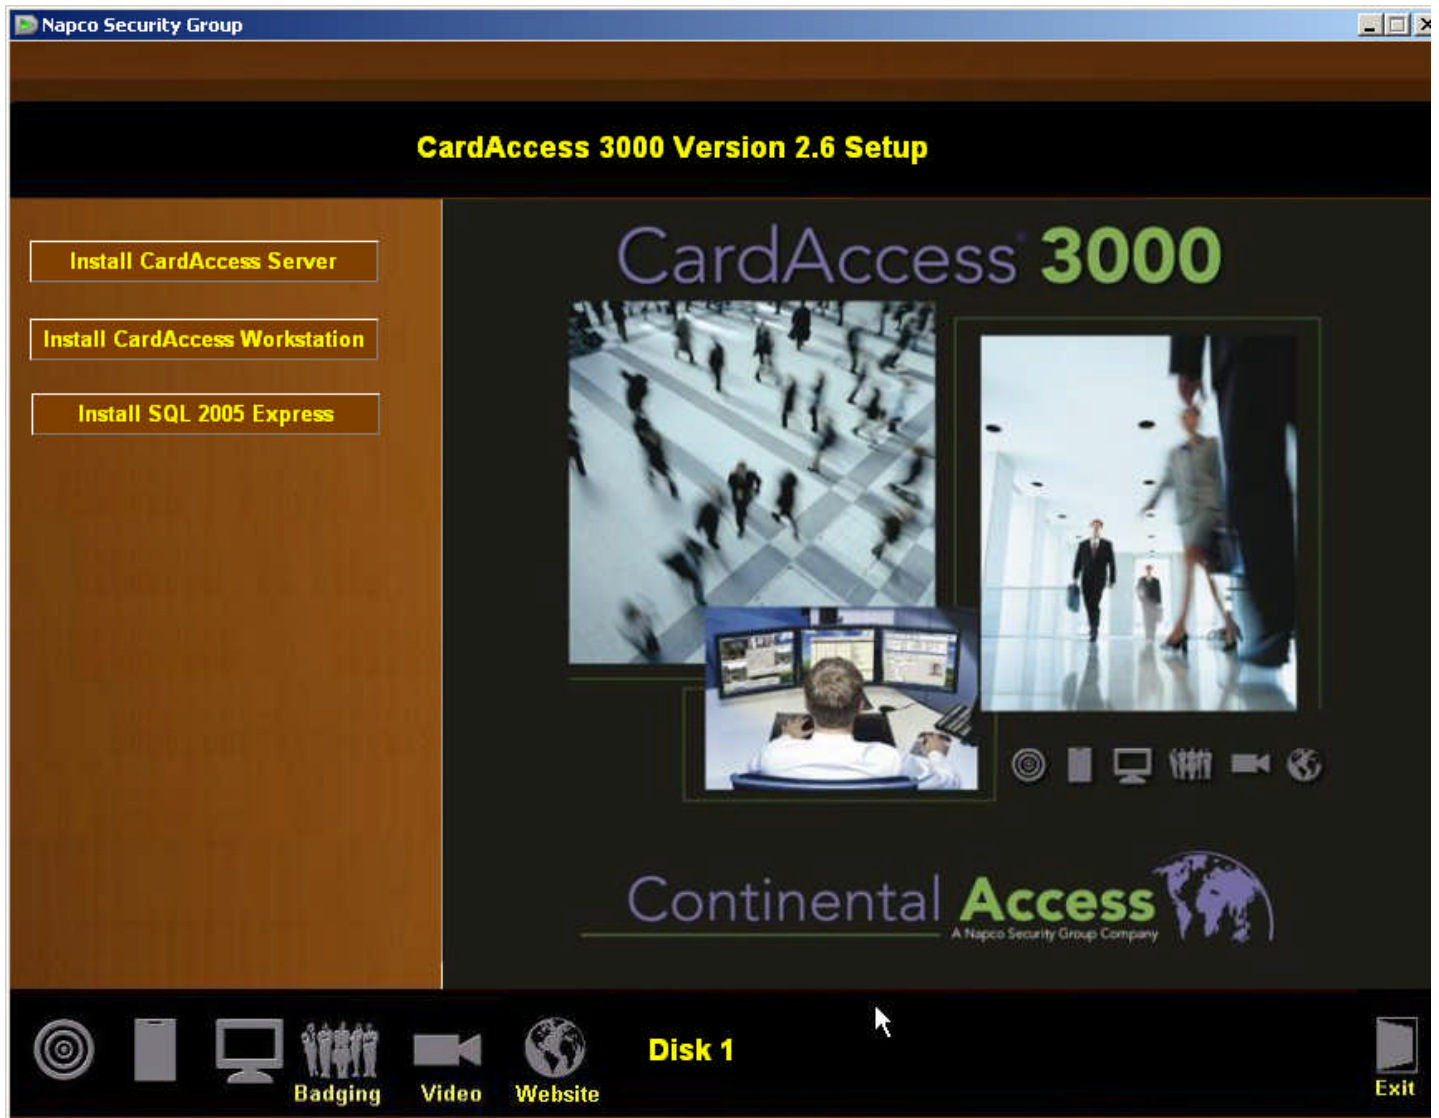 Napco Security Group
CardAccess 3000 Version 2.6 Setup
Install CardAccess Server
Install CardAccess Workstation
Install SQL 2005 Express
CardAccess® 3000
Continental Access
A Napco Security Group Company
Badging
Video
Website
Disk 1
Exit